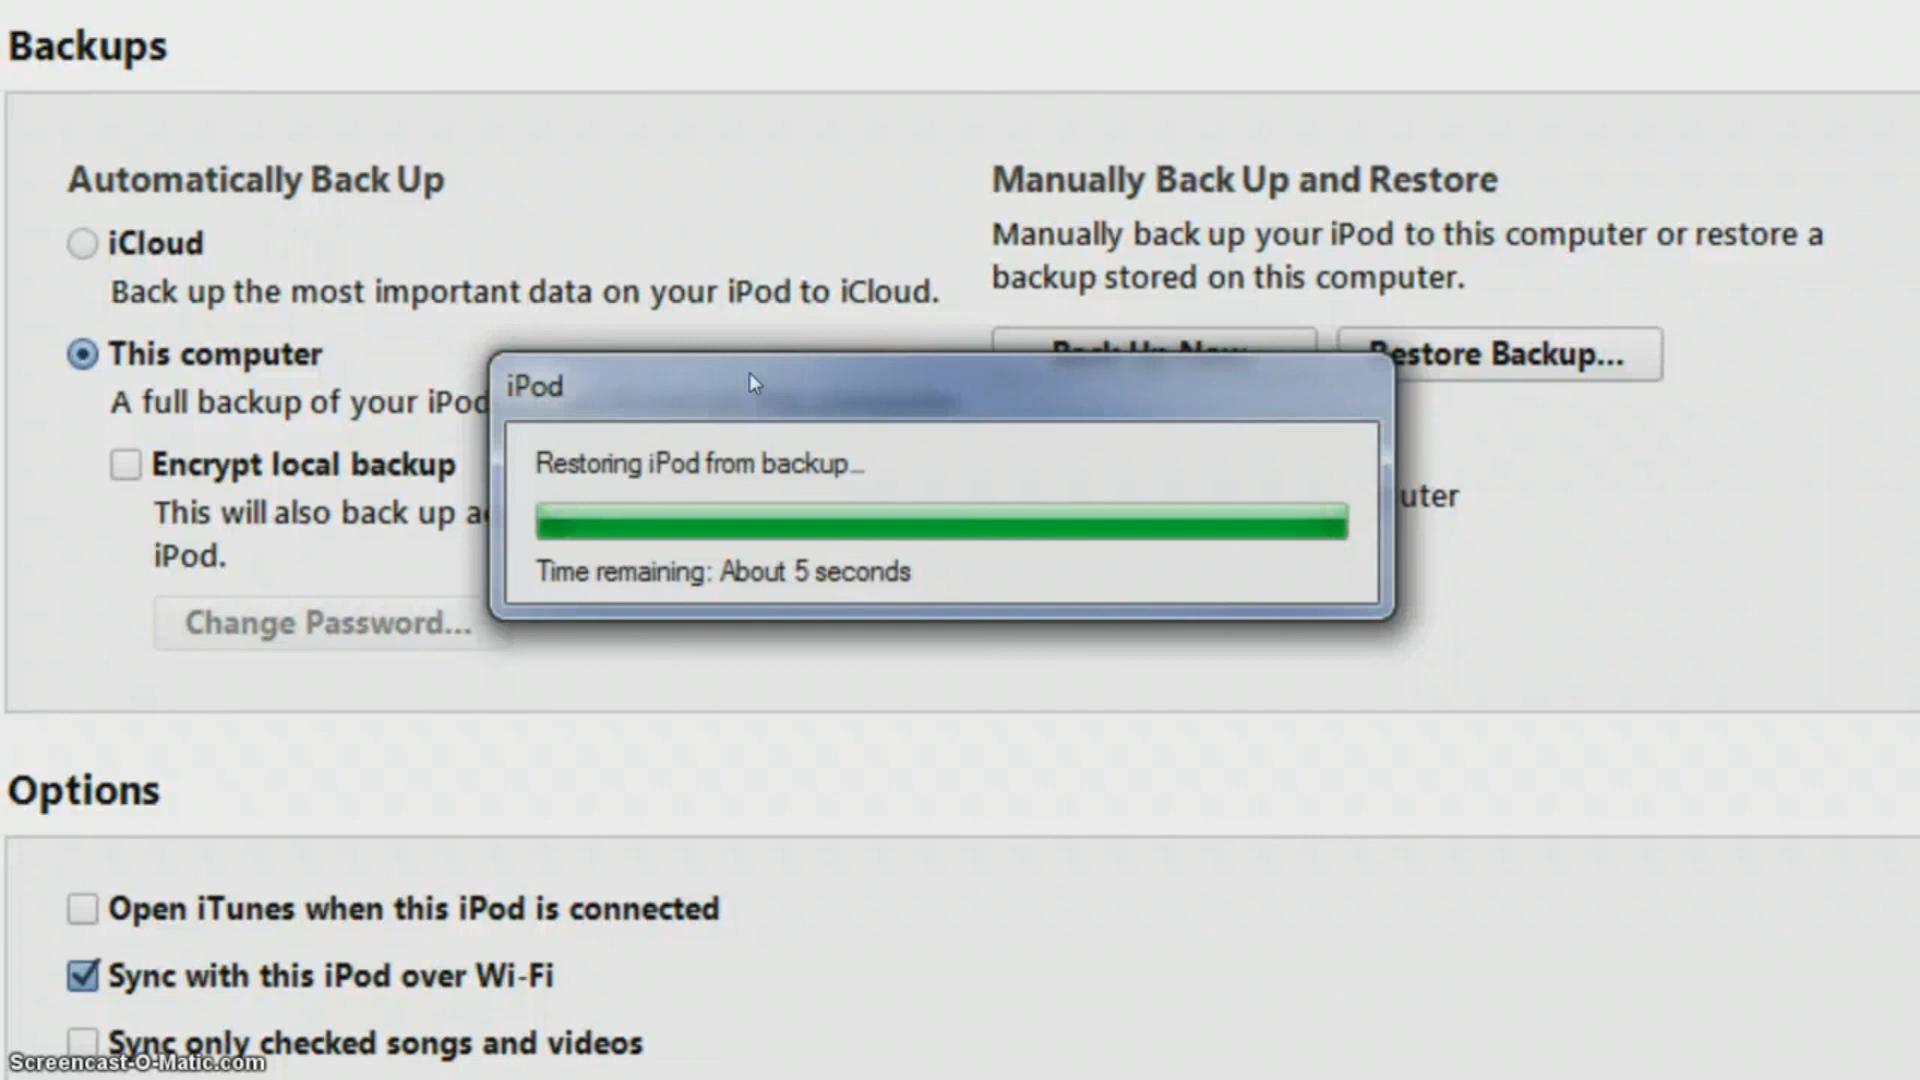 Backups
Automatically Back Up
iCloud
Back up the most important data on your iPod to iCloud.
This computer
A full backup of your iPod
Encrypt local backup
This will also back up
iPod.
Change Password...
Manually Back Up and Restore
Manually back up your iPod to this computer or restore a
backup stored on this computer.
Back Up Now
Restore Backup...
uter
iPod
Restoring iPod from backup...
Time remaining: About 5 seconds
Options
Open iTunes when this iPod is connected
Sync with this iPod over Wi-Fi
Sync only checked songs and videos
Screencast-O-Matic.com